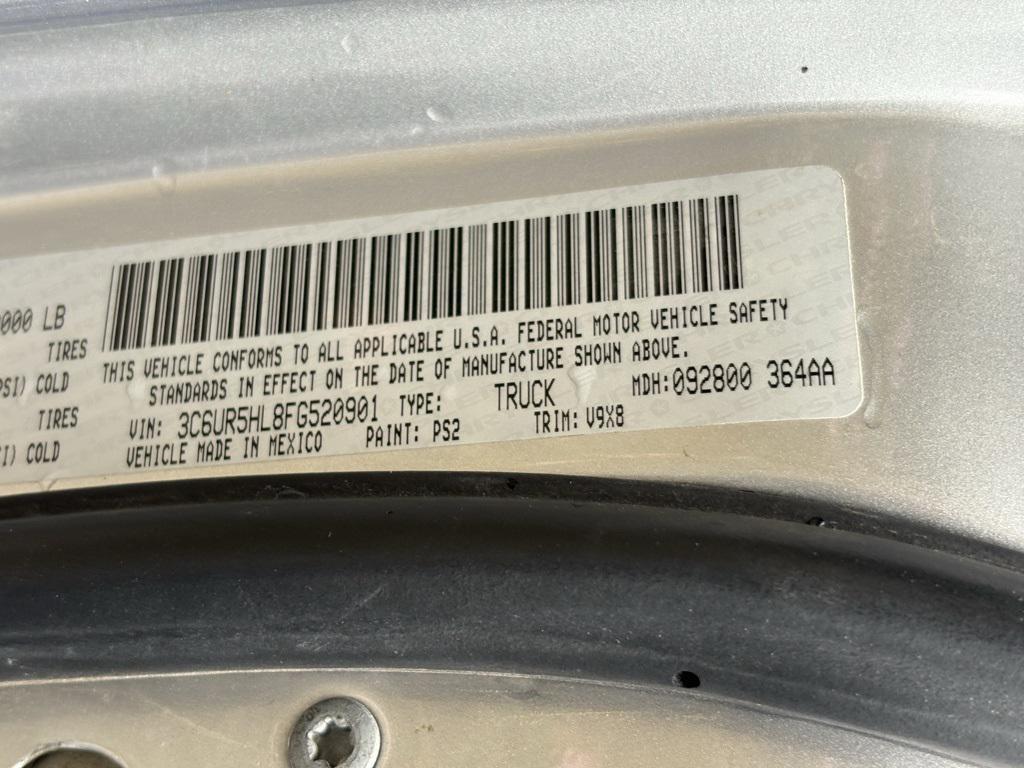 000 LB
TIRES
PSI) COLD
SI) COLD
THIS VEHICLE CONFORMS TO ALL APPLICABLE U.S.A. FEDERAL MOTOR VEHICLE SAFETY
STANDARDS IN EFFECT ON THE DATE OF MANUFACTURE SHOWN ABOVE.
VIN: 3C6UR5HL8FG520901 TYPE: TRUCK MDH:092800 364AA
VEHICLE MADE IN MEXICO PAINT: PS2 TRIM: V9X8